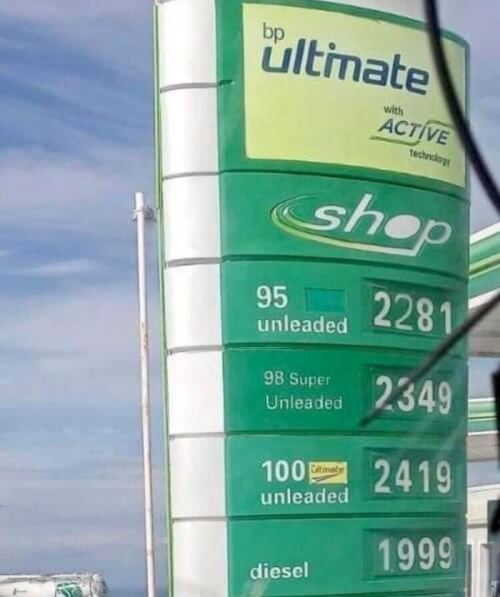 bp
ultimate
with
ACTIVE
technology
shop
95
unleaded
2281
98 Super
Unleaded
2349
100 Ultimate
unleaded
2419
diesel
1999